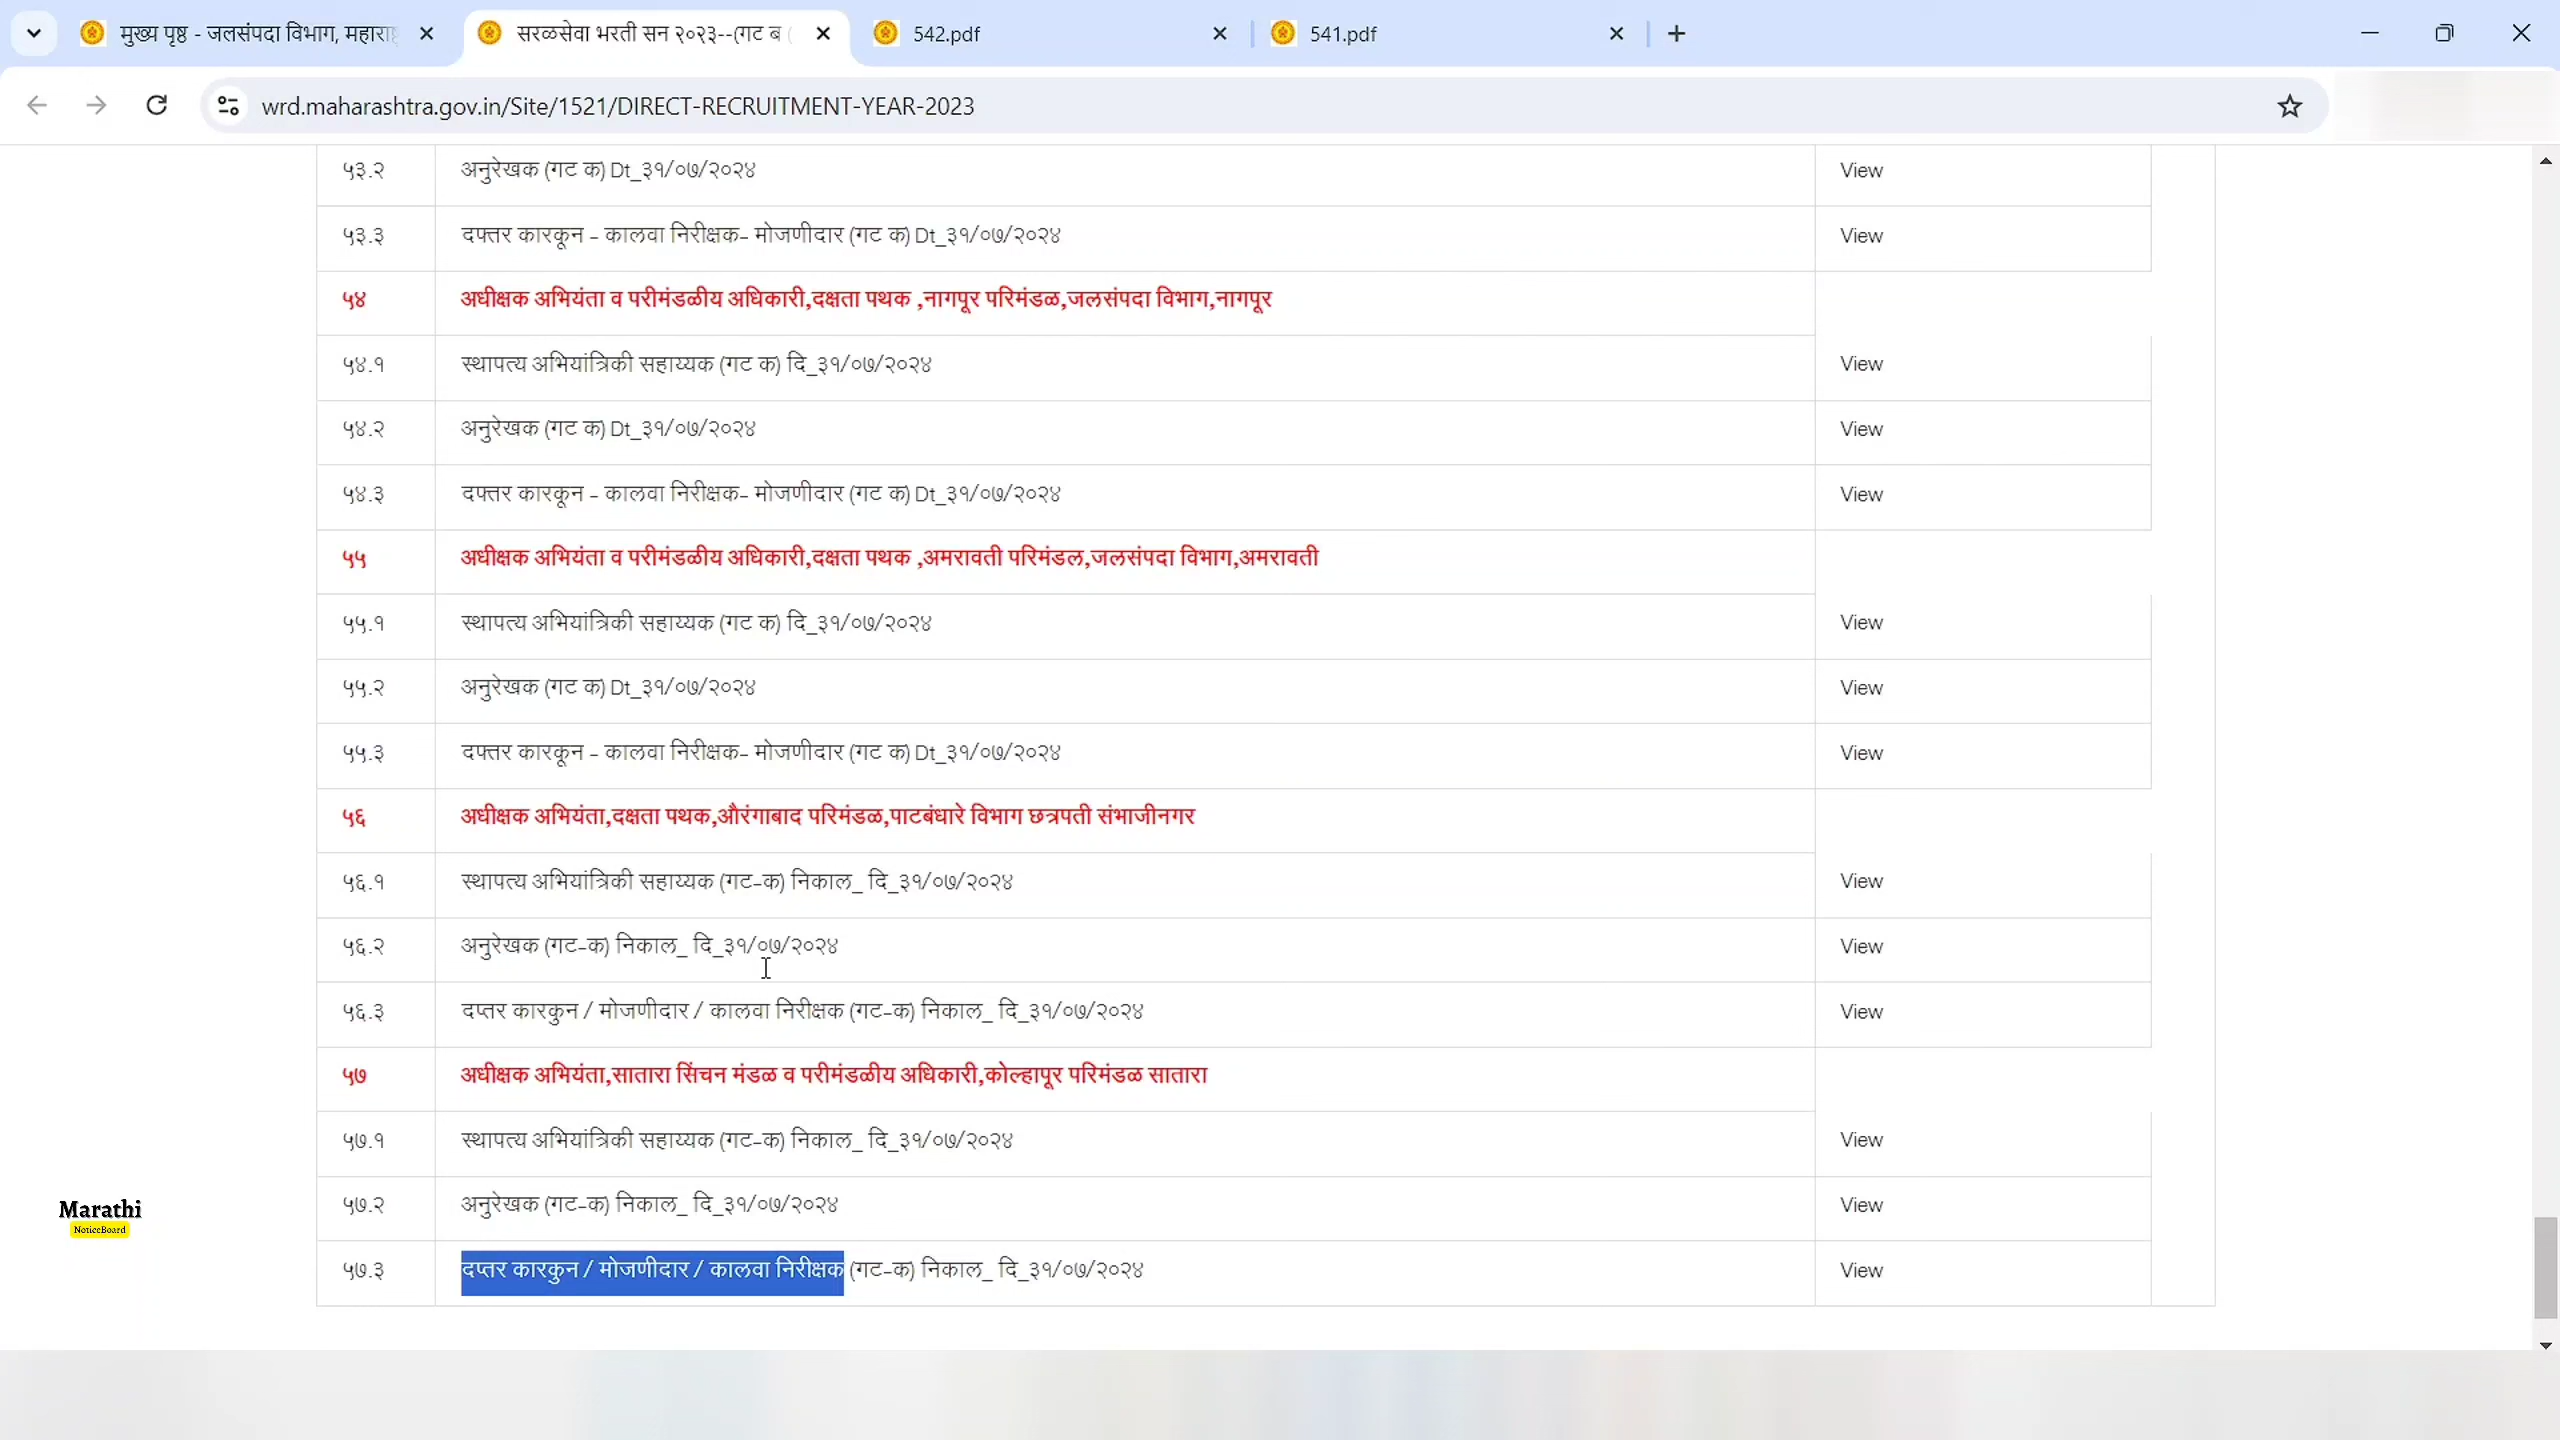 मुख्य पृष्ठ - जलसंपदा विभाग,
सरळसेवा भरती सन २०२३--(गट ब (
542.pdf
541.pdf
wrd.maharashtra.gov.in/Site/1521/DIRECT-RECRUITMENT-YEAR-2023
५३.२ अनुरेखक (गट क) Dt_३१/०७/२०२४ View
५३.३ दफ्तर कारकून - कालवा निरीक्षक- मोजणीदार (गट क) Dt_३१/०७/२०२४ View
५४ अधीक्षक अभियंता व परीमंडळीय अधिकारी,दक्षता पथक ,नागपूर परिमंडळ,जलसंपदा विभाग,नागपूर
५४.१ स्थापत्य अभियांत्रिकी सहाय्यक (गट क) दि_३१/०७/२०२४ View
५४.२ अनुरेखक (गट क) Dt_३१/०७/२०२४ View
५४.३ दफ्तर कारकून - कालवा निरीक्षक- मोजणीदार (गट क) Dt_३१/०७/२०२४ View
५५ अधीक्षक अभियंता व परीमंडळीय अधिकारी,दक्षता पथक ,अमरावती परिमंडल,जलसंपदा विभाग,अमरावती
५५.१ स्थापत्य अभियांत्रिकी सहाय्यक (गट क) दि_३१/०७/२०२४ View
५५.२ अनुरेखक (गट क) Dt_३१/०७/२०२४ View
५५.३ दफ्तर कारकून - कालवा निरीक्षक- मोजणीदार (गट क) Dt_३१/०७/२०२४ View
५६ अधीक्षक अभियंता,दक्षता पथक,औरंगाबाद परिमंडळ,पाटबंधारे विभाग छत्रपती संभाजीनगर
५६.१ स्थापत्य अभियांत्रिकी सहाय्यक (गट-क) निकाल_ दि_३१/०७/२०२४ View
५६.२ अनुरेखक (गट-क) निकाल_ दि_३१/०७/२०२४ View
५६.३ दप्तर कारकुन / मोजणीदार / कालवा निरीक्षक (गट-क) निकाल_ दि_३१/०७/२०२४ View
५७ अधीक्षक अभियंता,सातारा सिंचन मंडळ व परीमंडळीय अधिकारी,कोल्हापूर परिमंडळ सातारा
५७.१ स्थापत्य अभियांत्रिकी सहाय्यक (गट-क) निकाल_ दि_३१/०७/२०२४ View
५७.२ अनुरेखक (गट-क) निकाल_ दि_३१/०७/२०२४ View
५७.३ दप्तर कारकुन / मोजणीदार / कालवा निरीक्षक (गट-क) निकाल_ दि_३१/०७/२०२४ View
Marathi
NoticeBoard